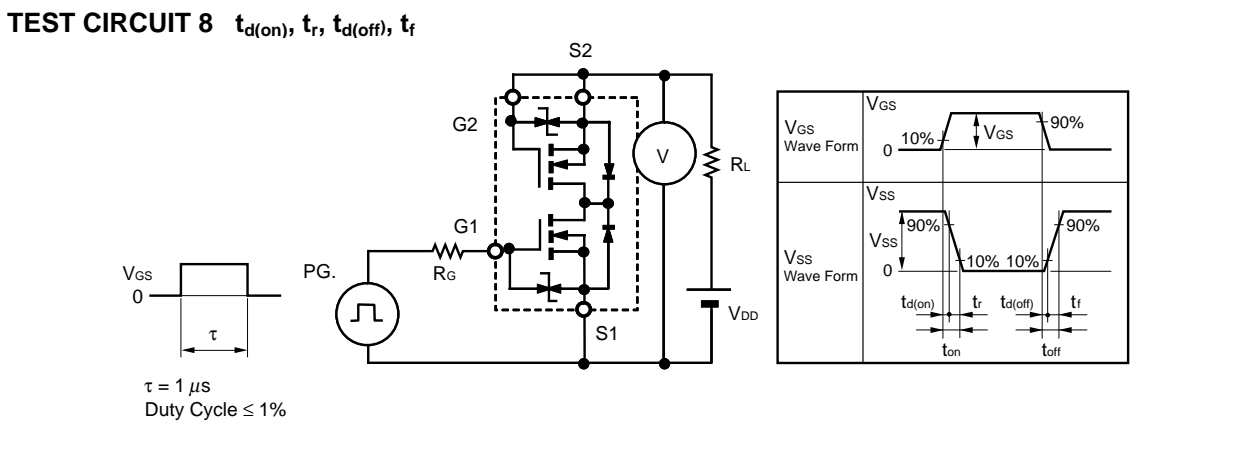 TEST CIRCUIT 8 td(on), tr, td(off), tf
S2
G2
V
RL
G1
RG
PG.
VGS
0
τ
S1
VDD
τ = 1 μs
Duty Cycle ≤ 1%
VGS
Wave Form
VGS
10%
0
VGS
90%
VSS
Wave Form
VSS
VSS
90%
0
10% 10%
90%
td(on) tr td(off) tf
ton toff